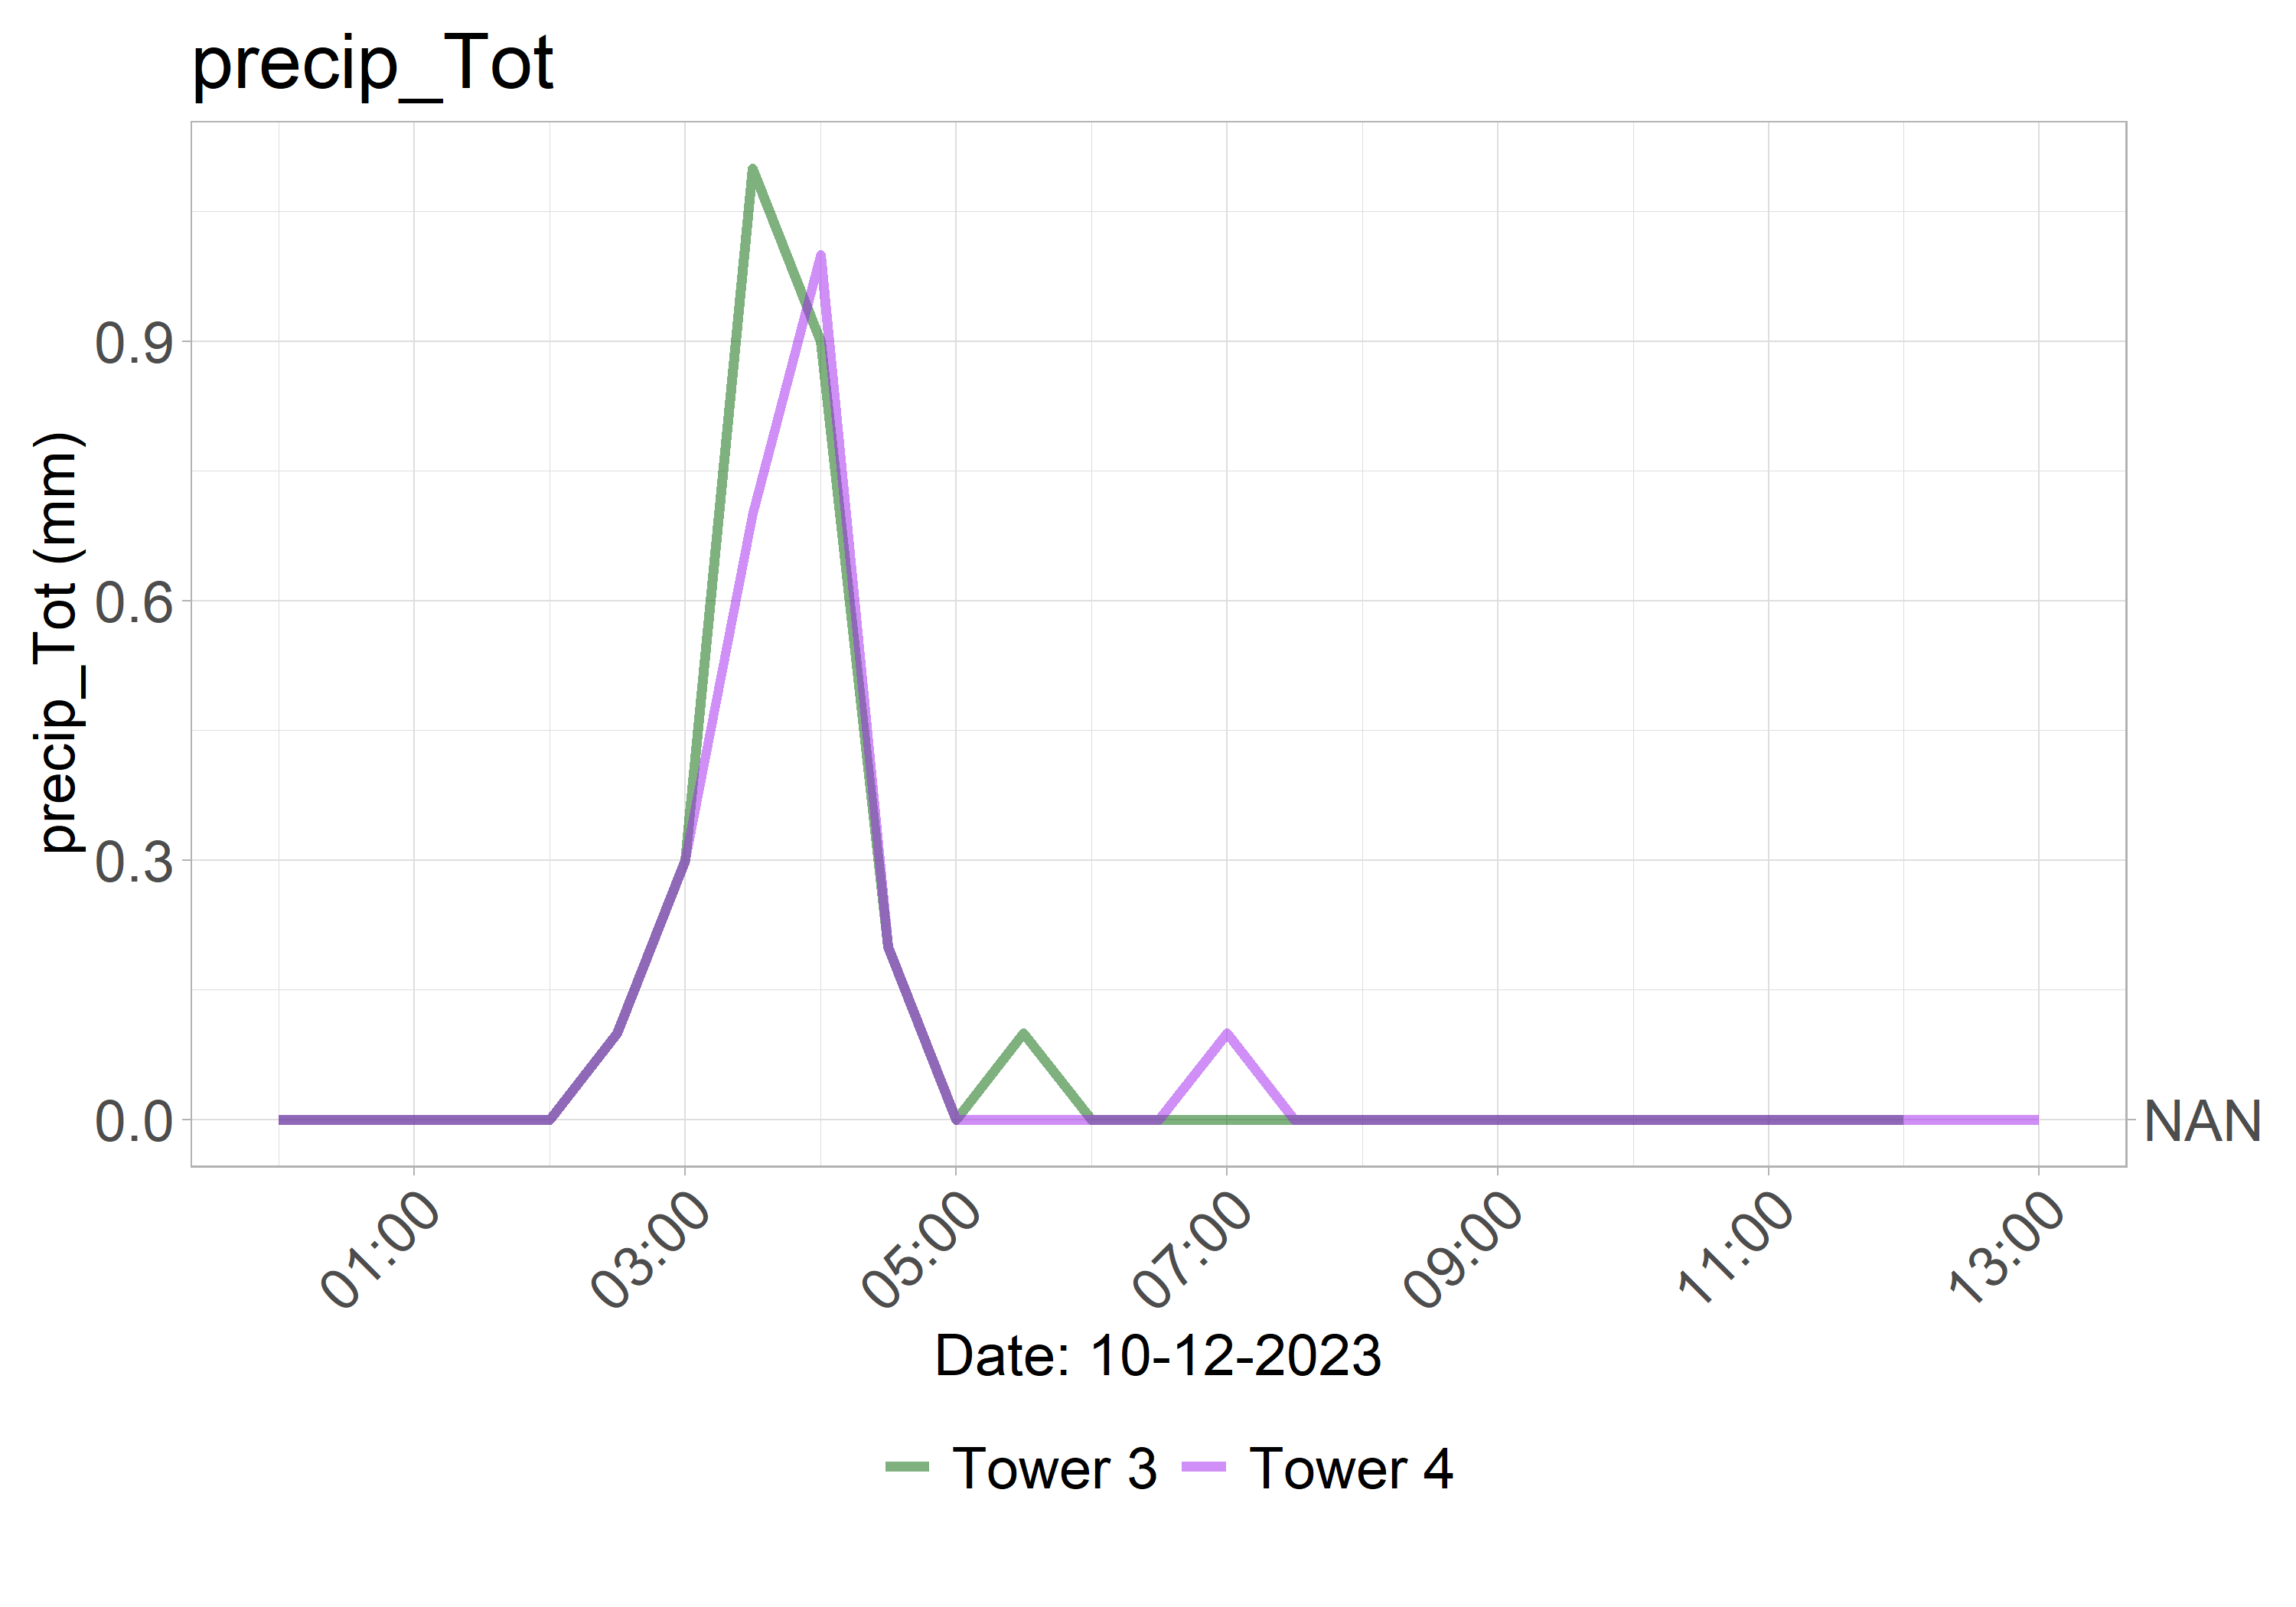 precip_Tot
precip_Tot (mm)
0.9
0.6
0.3
0.0
NAN
01:00 03:00 05:00 07:00 09:00 11:00 13:00
Date: 10-12-2023
Tower 3 Tower 4